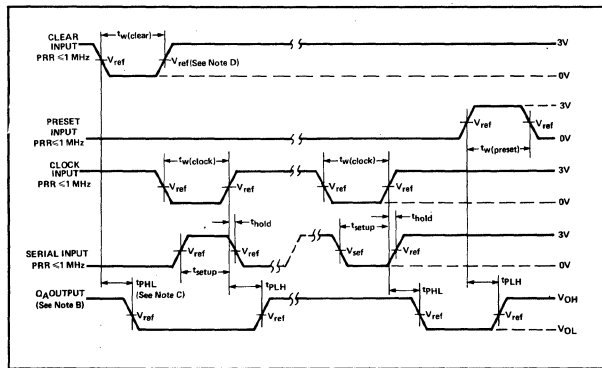 CLEAR
INPUT
PRR ≤1 MHz
tw(clear)
Vref
Vref(See Note D)
3V
0V
PRESET
INPUT
PRR ≤1 MHz
Vref
Vref
tw(preset)
3V
0V
CLOCK
INPUT
PRR ≤1 MHz
tw(clock)
Vref
Vref
tw(clock)
Vref
Vref
3V
0V
thold
thold
SERIAL INPUT
PRR ≤1 MHz
Vref
Vref
tsetup
tsetup
Vsef
Vref
3V
0V
tPHL
(See Note C)
tPLH
tPHL
tPLH
QA OUTPUT
(See Note B)
Vref
Vref
Vref
Vref
VOH
VOL